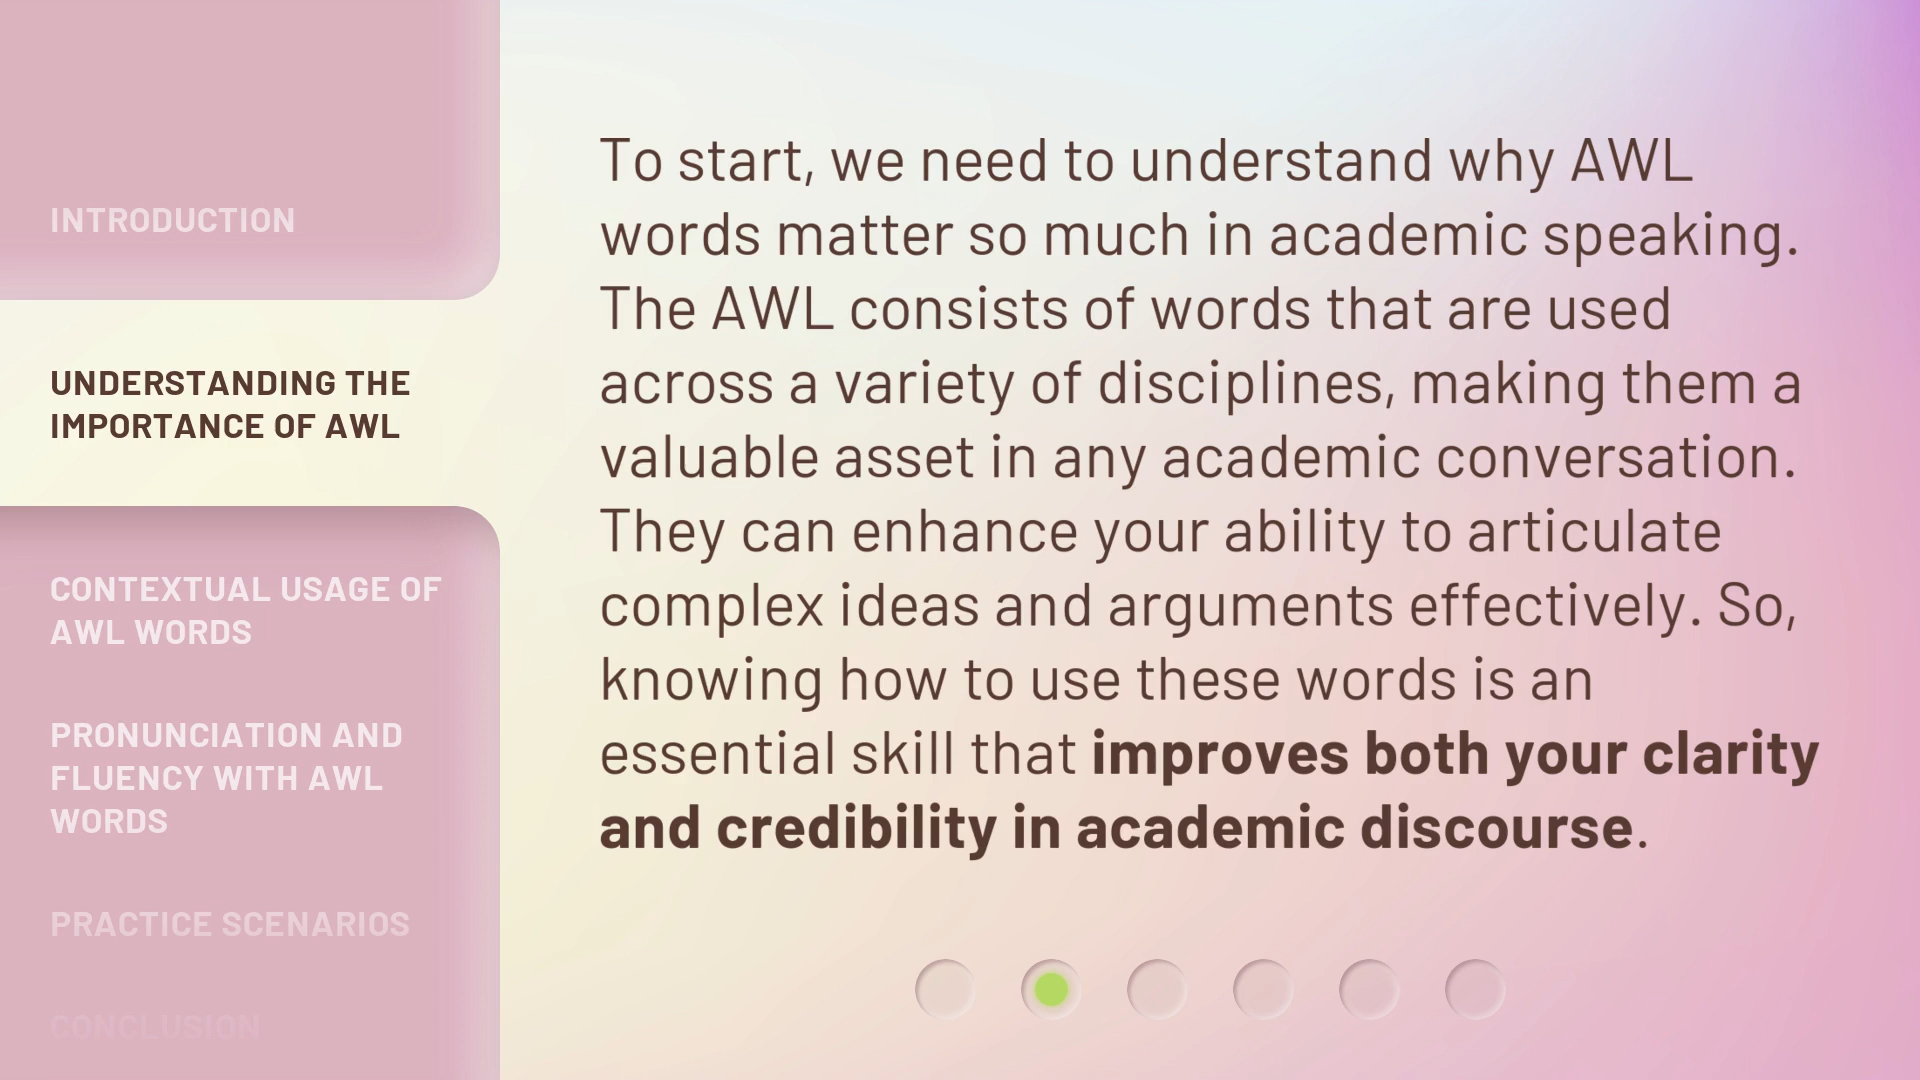 INTRODUCTION
UNDERSTANDING THE
IMPORTANCE OF AWL
CONTEXTUAL USAGE OF
AWL WORDS
PRONUNCIATION AND
FLUENCY WITH AWL
WORDS
PRACTICE SCENARIOS
CONCLUSION
To start, we need to understand why AWL
words matter so much in academic speaking.
The AWL consists of words that are used
across a variety of disciplines, making them a
valuable asset in any academic conversation.
They can enhance your ability to articulate
complex ideas and arguments effectively. So,
knowing how to use these words is an
essential skill that improves both your clarity
and credibility in academic discourse.